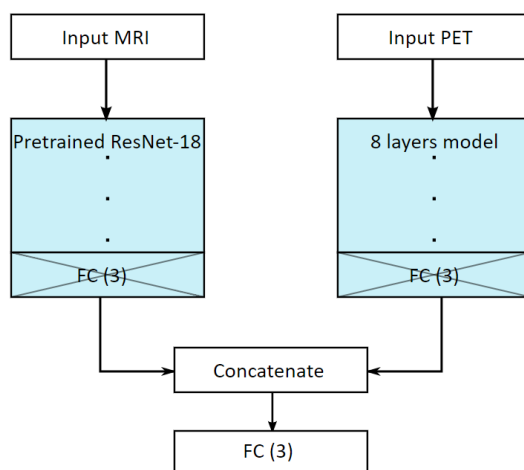 Input MRI
Input PET
Pretrained ResNet-18
8 layers model
FC (3)
FC (3)
Concatenate
FC (3)